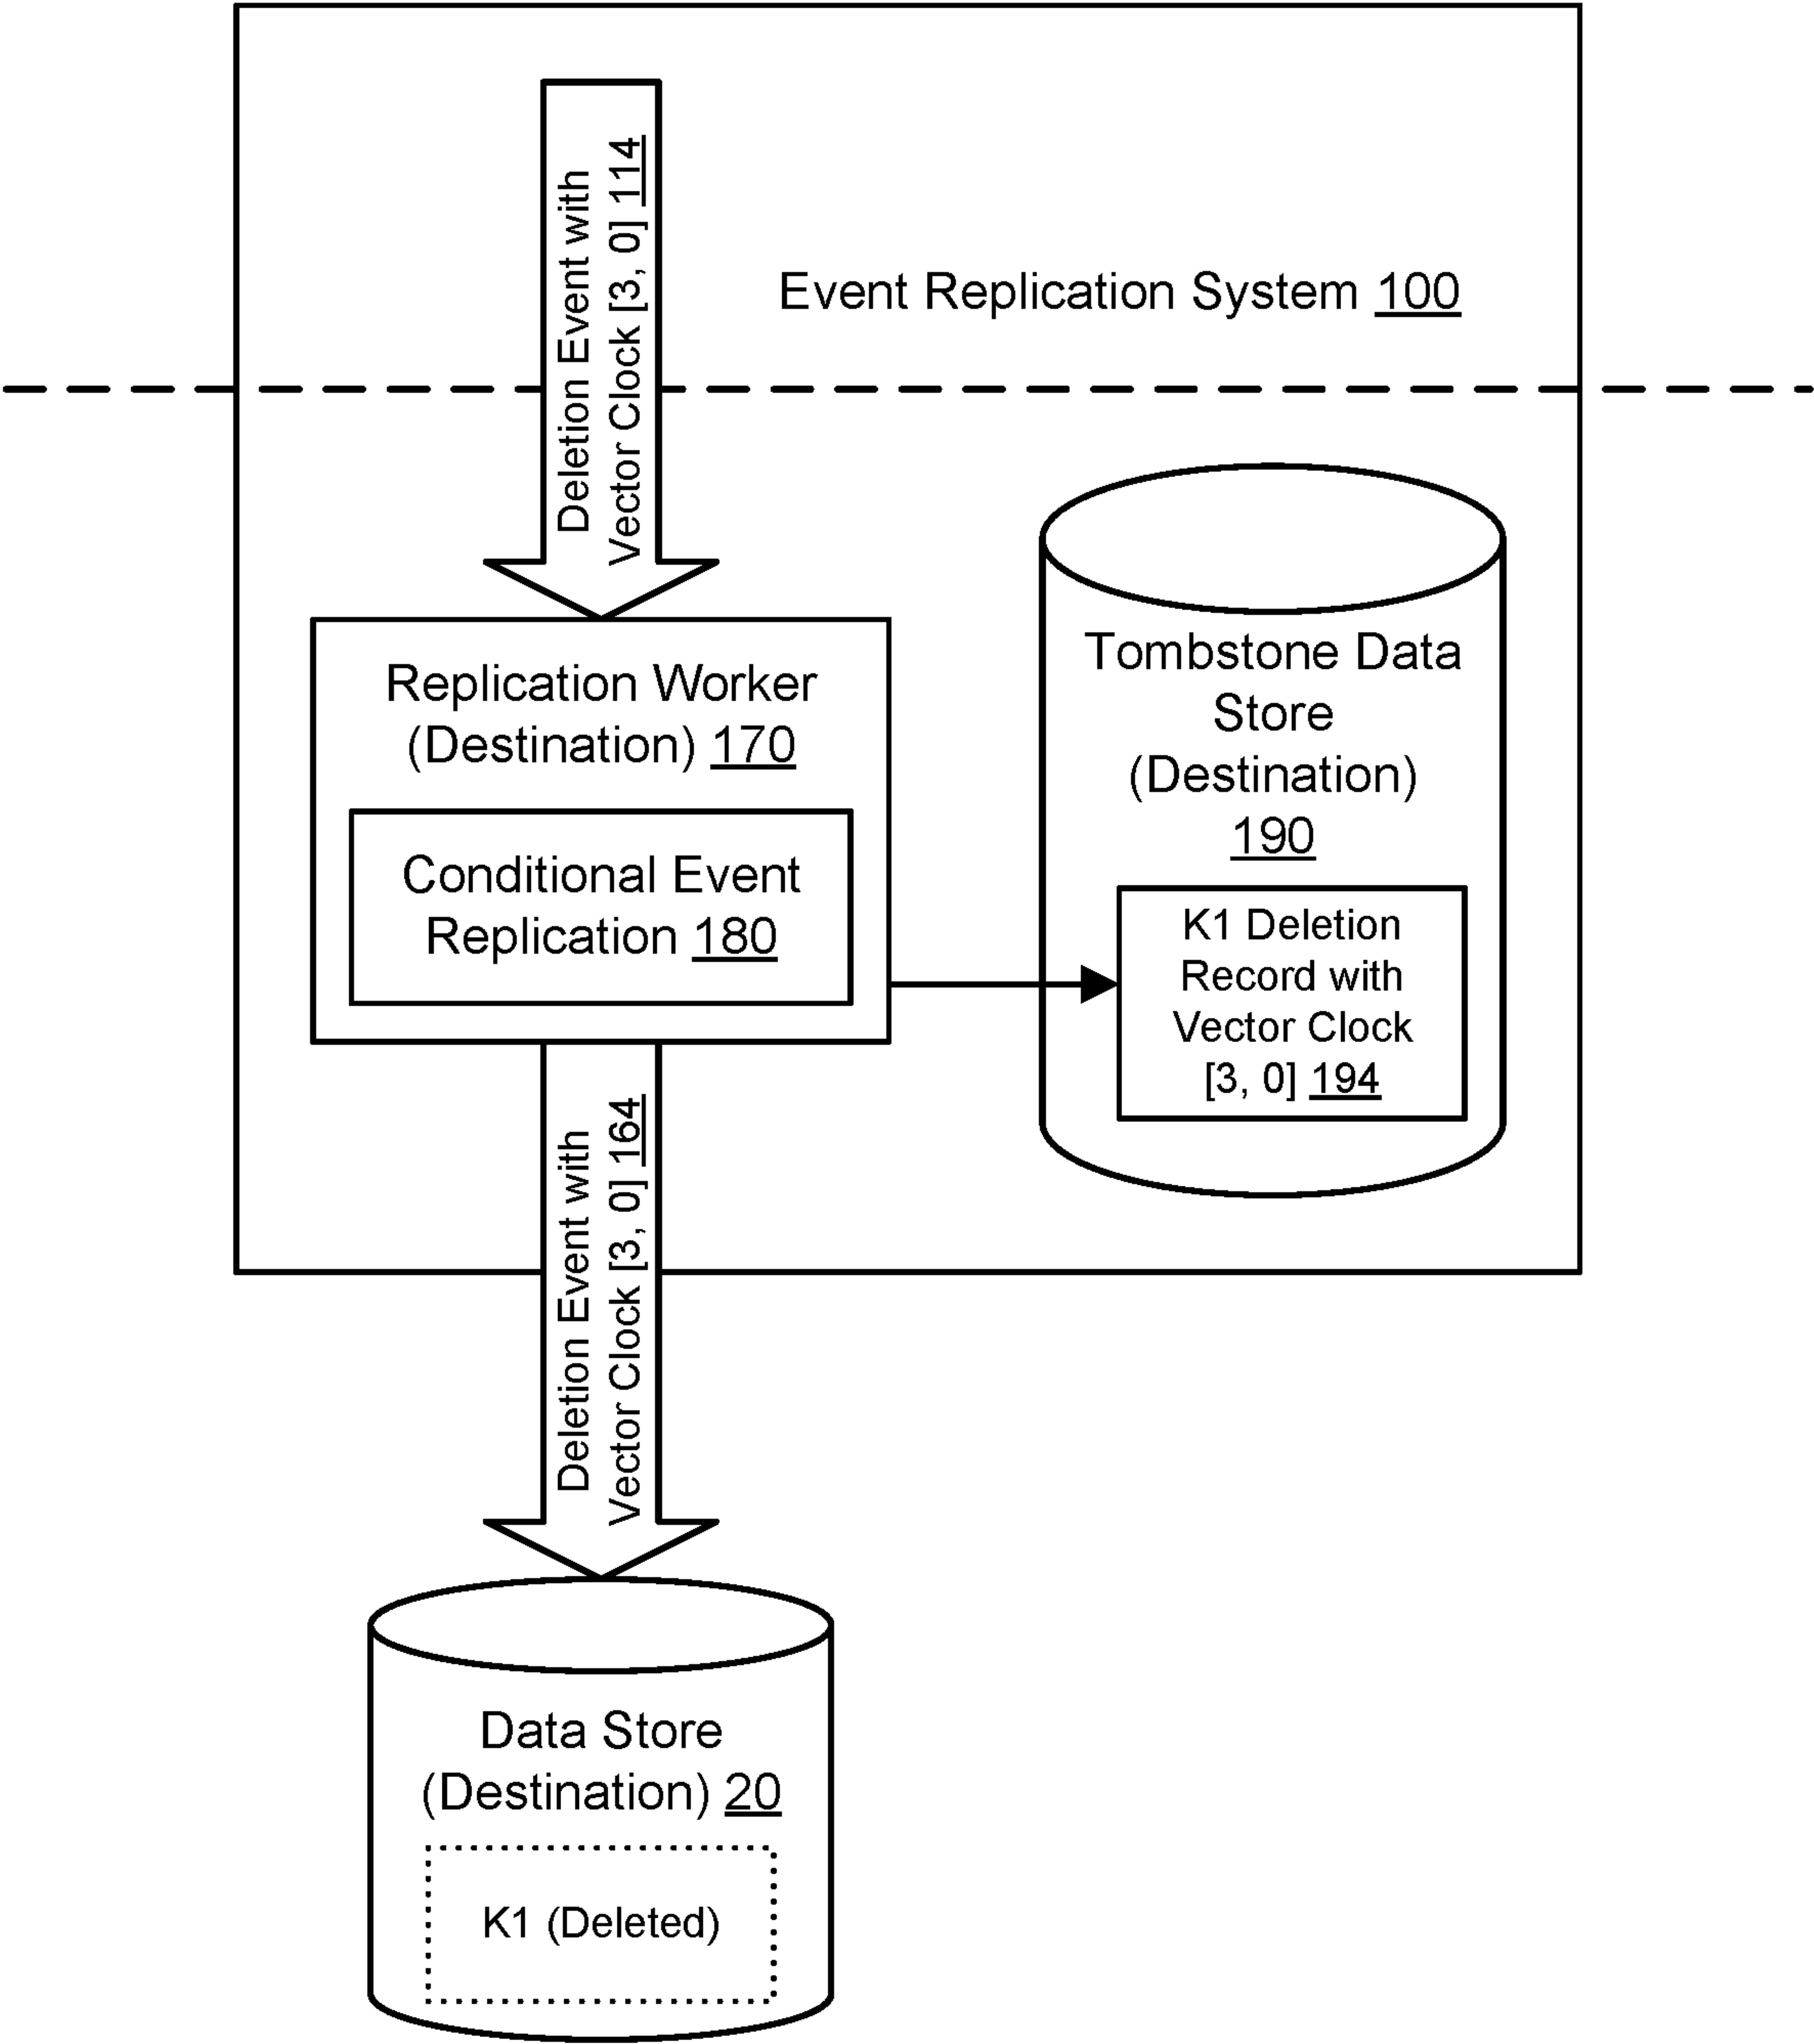 Deletion Event with
Vector Clock [3, 0] 114
Event Replication System 100
Replication Worker
(Destination) 170
Conditional Event
Replication 180
Tombstone Data
Store
(Destination)
190
K1 Deletion
Record with
Vector Clock
[3, 0] 194
Deletion Event with
Vector Clock [3, 0] 164
Data Store
(Destination) 20
K1 (Deleted)